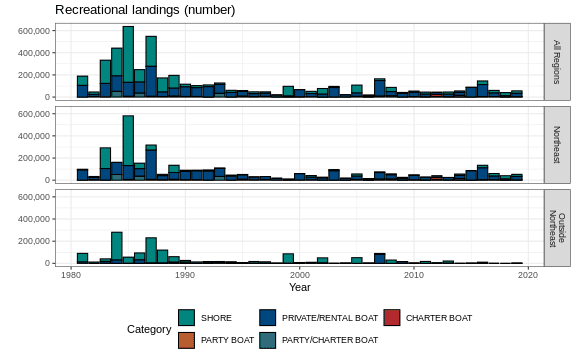 Recreational landings (number)
600,000
400,000
200,000
0
All Regions
600,000
400,000
200,000
0
Northeast
600,000
400,000
200,000
0
Outside
Northeast
1980 1990 2000 2010 2020
Year
Category
SHORE PRIVATE/RENTAL BOAT CHARTER BOAT
PARTY BOAT PARTY/CHARTER BOAT